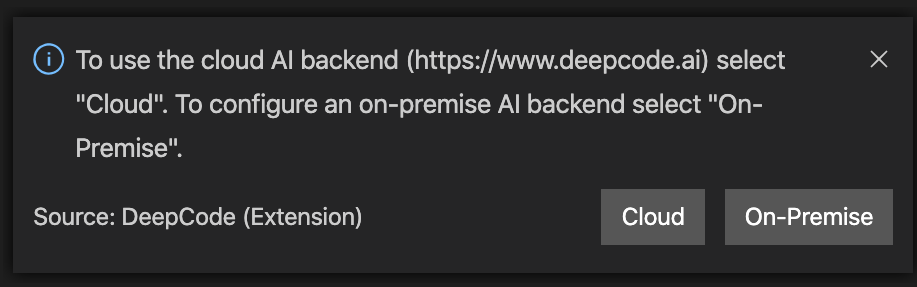 To use the cloud AI backend (https://www.deepcode.ai) select
"Cloud". To configure an on-premise AI backend select "On-
Premise".
Source: DeepCode (Extension)
Cloud
On-Premise